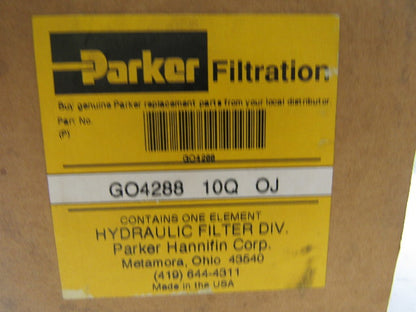 Parker Filtration
Buy genuine Parker replacement parts from your local distributor.
Part No.
(P)
GO4288
GO4288 10Q OJ
CONTAINS ONE ELEMENT
HYDRAULIC FILTER DIV.
Parker Hannifin Corp.
Metamora, Ohio 43540
(419) 644-4311
Made in the USA